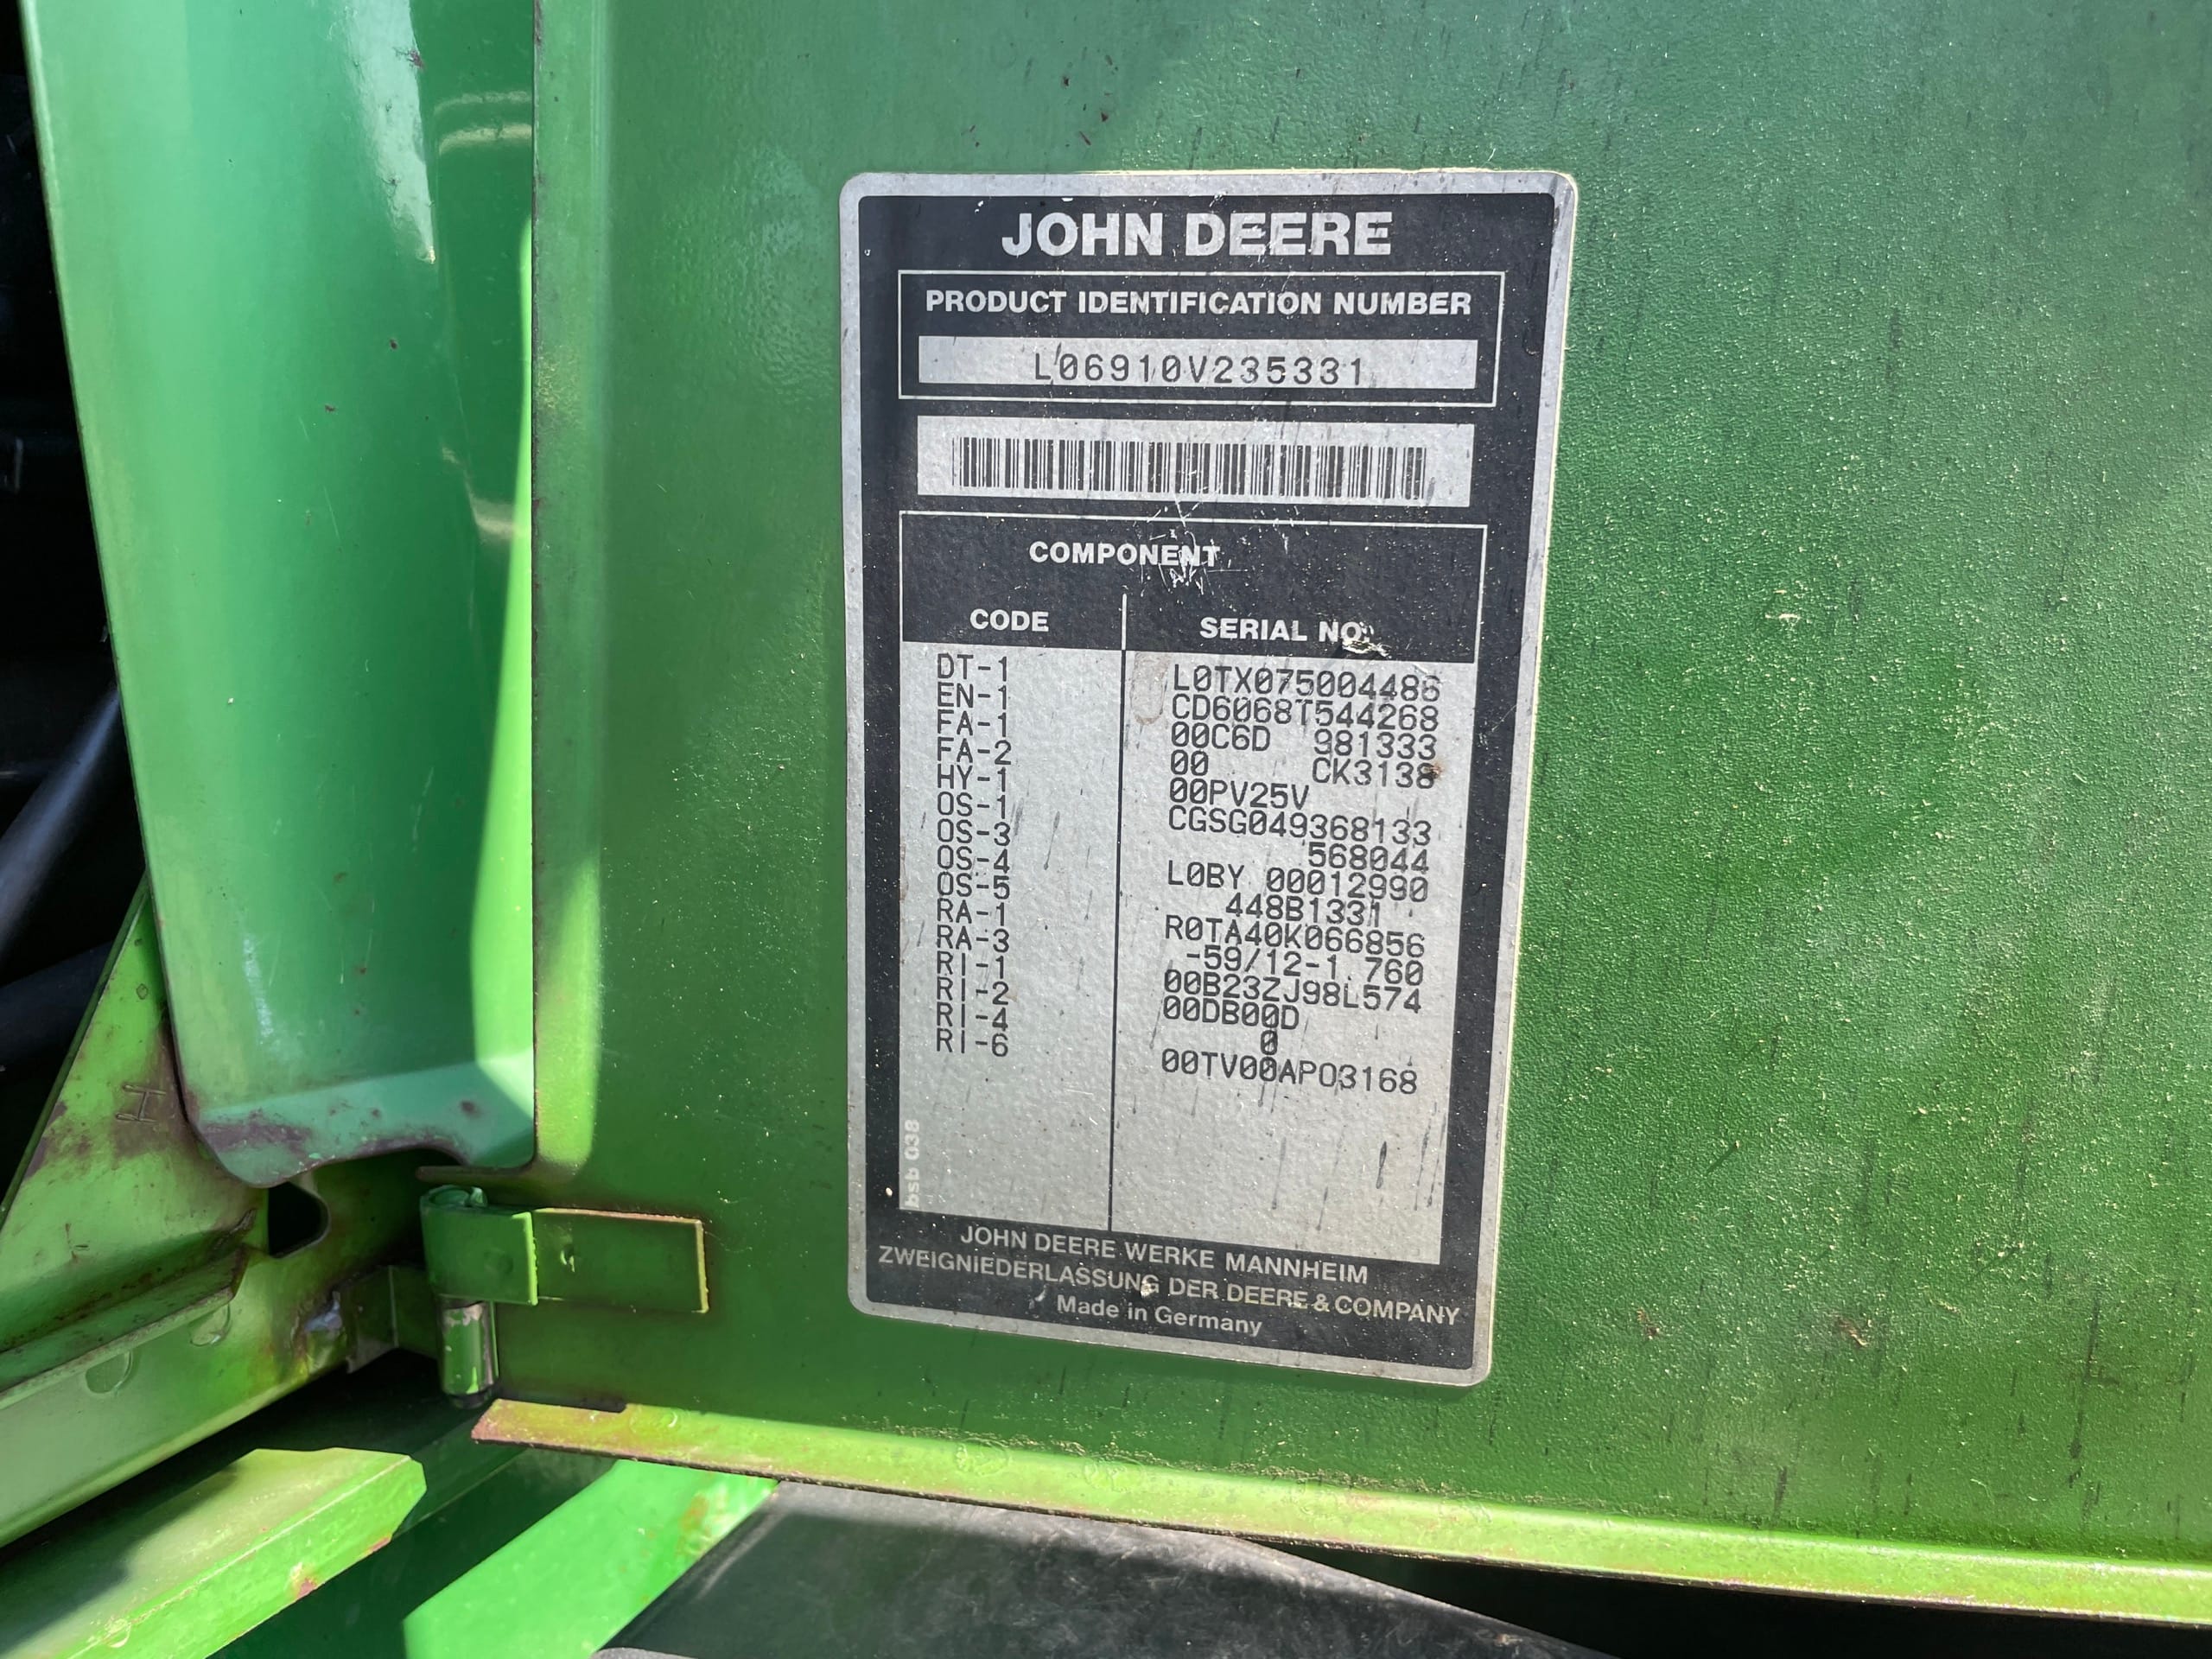 JOHN DEERE
PRODUCT IDENTIFICATION NUMBER
L06910V235331
COMPONENT
CODE SERIAL NO.
DT-1 L0TX075004486
EN-1 CD6068T544268
FA-1 00C6D 981333
FA-2 00 CK3138
HY-1 00PV25V
OS-1 CGSG049368133
OS-3 568044
OS-4 L0BY 00012990
OS-5 448B1331
RA-1 R0TA40K066856
RA-3 -59/12-1.760
RI-1 00B23ZJ98L574
RI-2 00DB00D
RI-4 0
RI-6 00TV00AP03168
bsb 038
JOHN DEERE WERKE MANNHEIM
ZWEIGNIEDERLASSUNG DER DEERE & COMPANY
Made in Germany